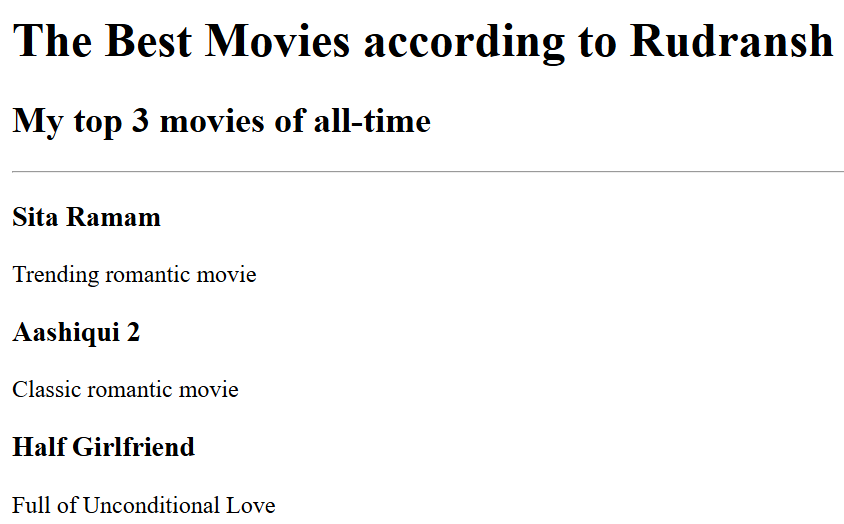 The Best Movies according to Rudransh
My top 3 movies of all-time
Sita Ramam
Trending romantic movie
Aashiqui 2
Classic romantic movie
Half Girlfriend
Full of Unconditional Love